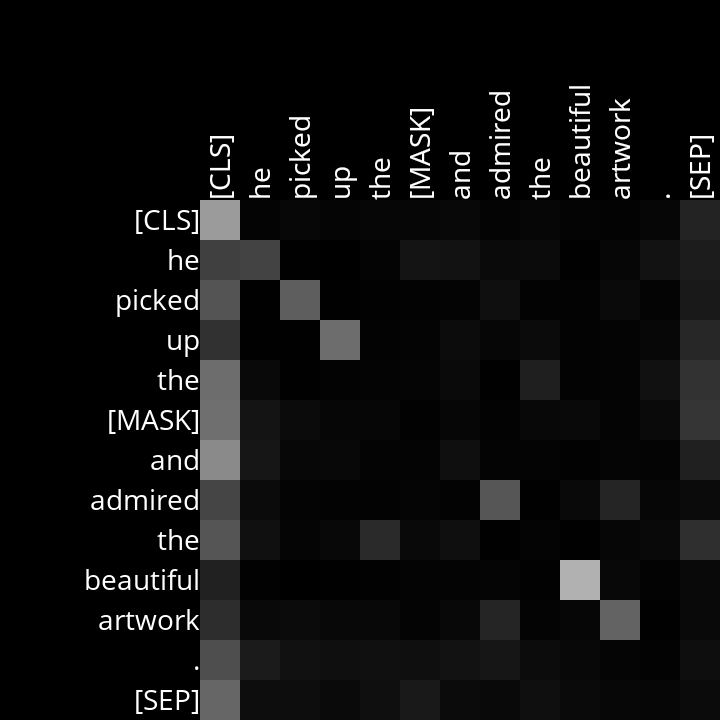 [CLS] he picked up the [MASK] and admired the beautiful artwork . [SEP]
[CLS]
he
picked
up
the
[MASK]
and
admired
the
beautiful
artwork
.
[SEP]